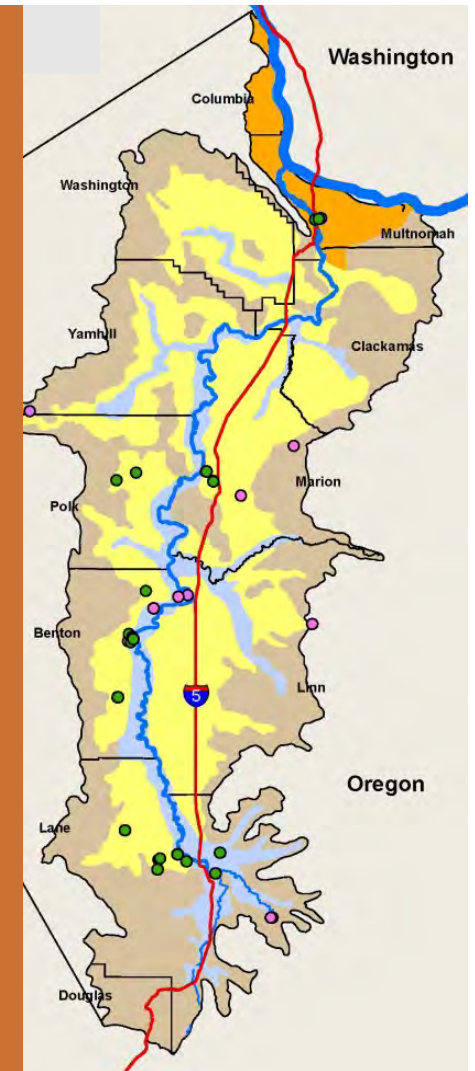 Washington
Columbia
Washington
Multnomah
Yamhill
Clackamas
Marion
Polk
Benton
Linn
5
Oregon
Lane
Douglas